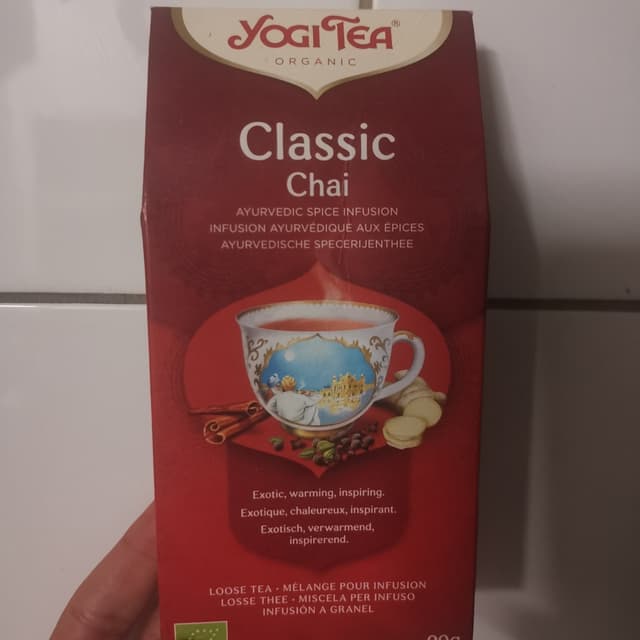 YOGI TEA®
ORGANIC
Classic
Chai
AYURVEDIC SPICE INFUSION
INFUSION AYURVÉDIQUE AUX ÉPICES
AYURVEDISCHE SPECERIJENTHEE
Exotic, warming, inspiring.
Exotique, chaleureux, inspirant.
Exotisch, verwarmend,
inspirerend.
LOOSE TEA • MÉLANGE POUR INFUSION
LOSSE THEE • MISCELA PER INFUSO
INFUSIÓN A GRANEL